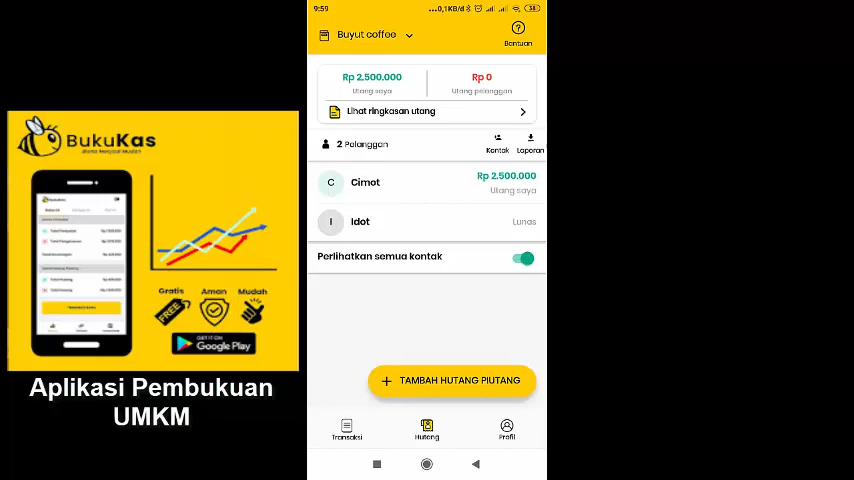 9:59
...0,1KB/d
38
Buyut coffee
Bantuan
Rp 2.500.000
Utang saya
Rp 0
Utang pelanggan
Lihat ringkasan utang
2 Pelanggan
Kontak
Laporan
C
Cimot
Rp 2.500.000
Utang saya
I
Idot
Lunas
Perlihatkan semua kontak
+ TAMBAH HUTANG PIUTANG
Transaksi
Hutang
Profil
BukuKas
Gratis
Aman
Mudah
FREE
GET IT ON
Google Play
Aplikasi Pembukuan
UMKM